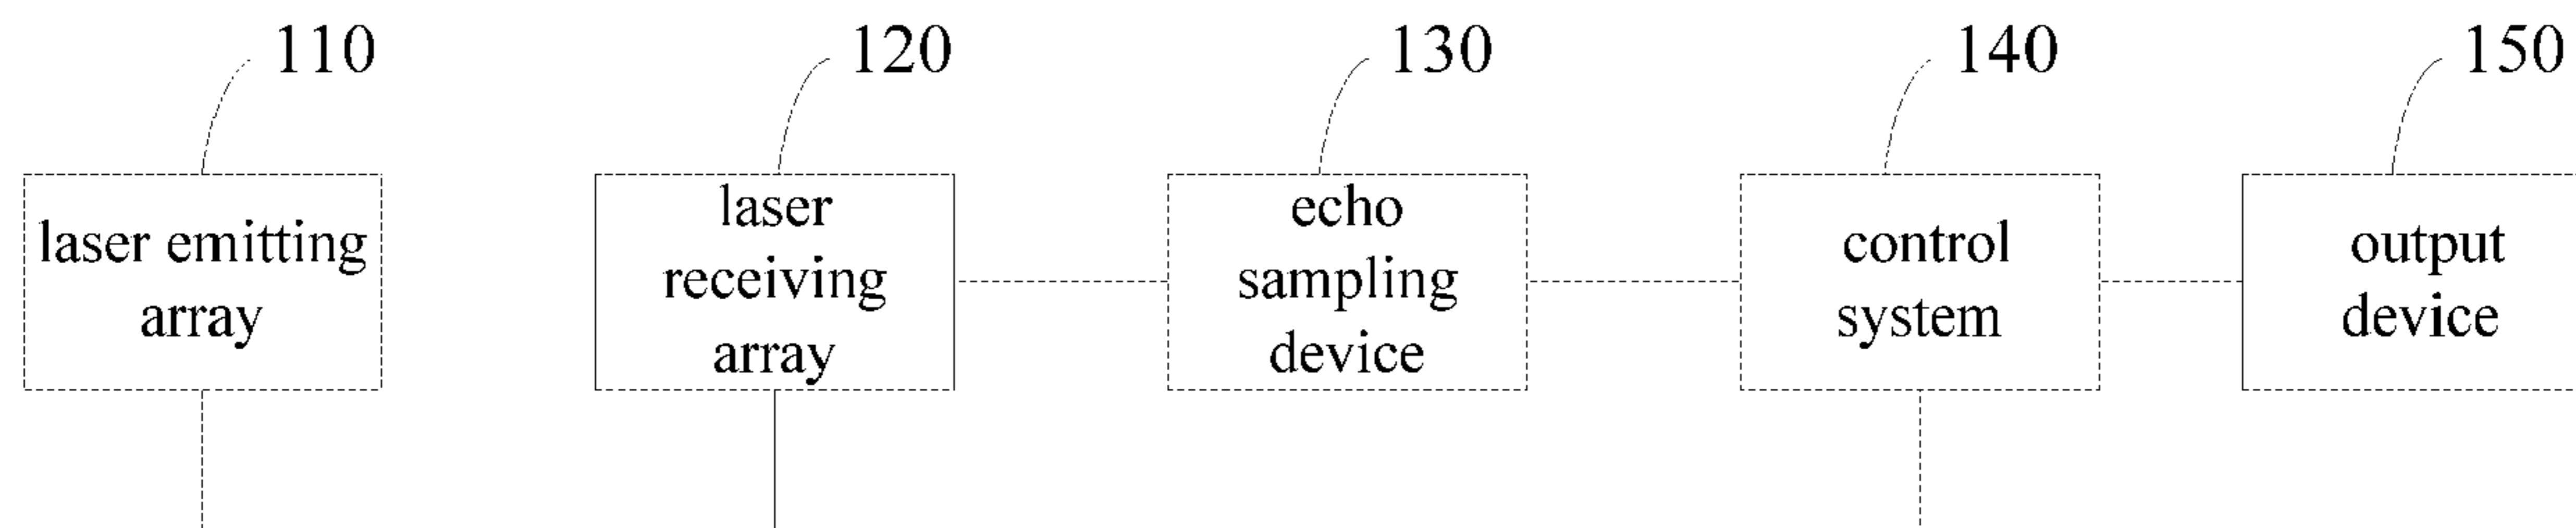 110
120
130
140
150
laser emitting
array
laser
receiving
array
echo
sampling
device
control
system
output
device